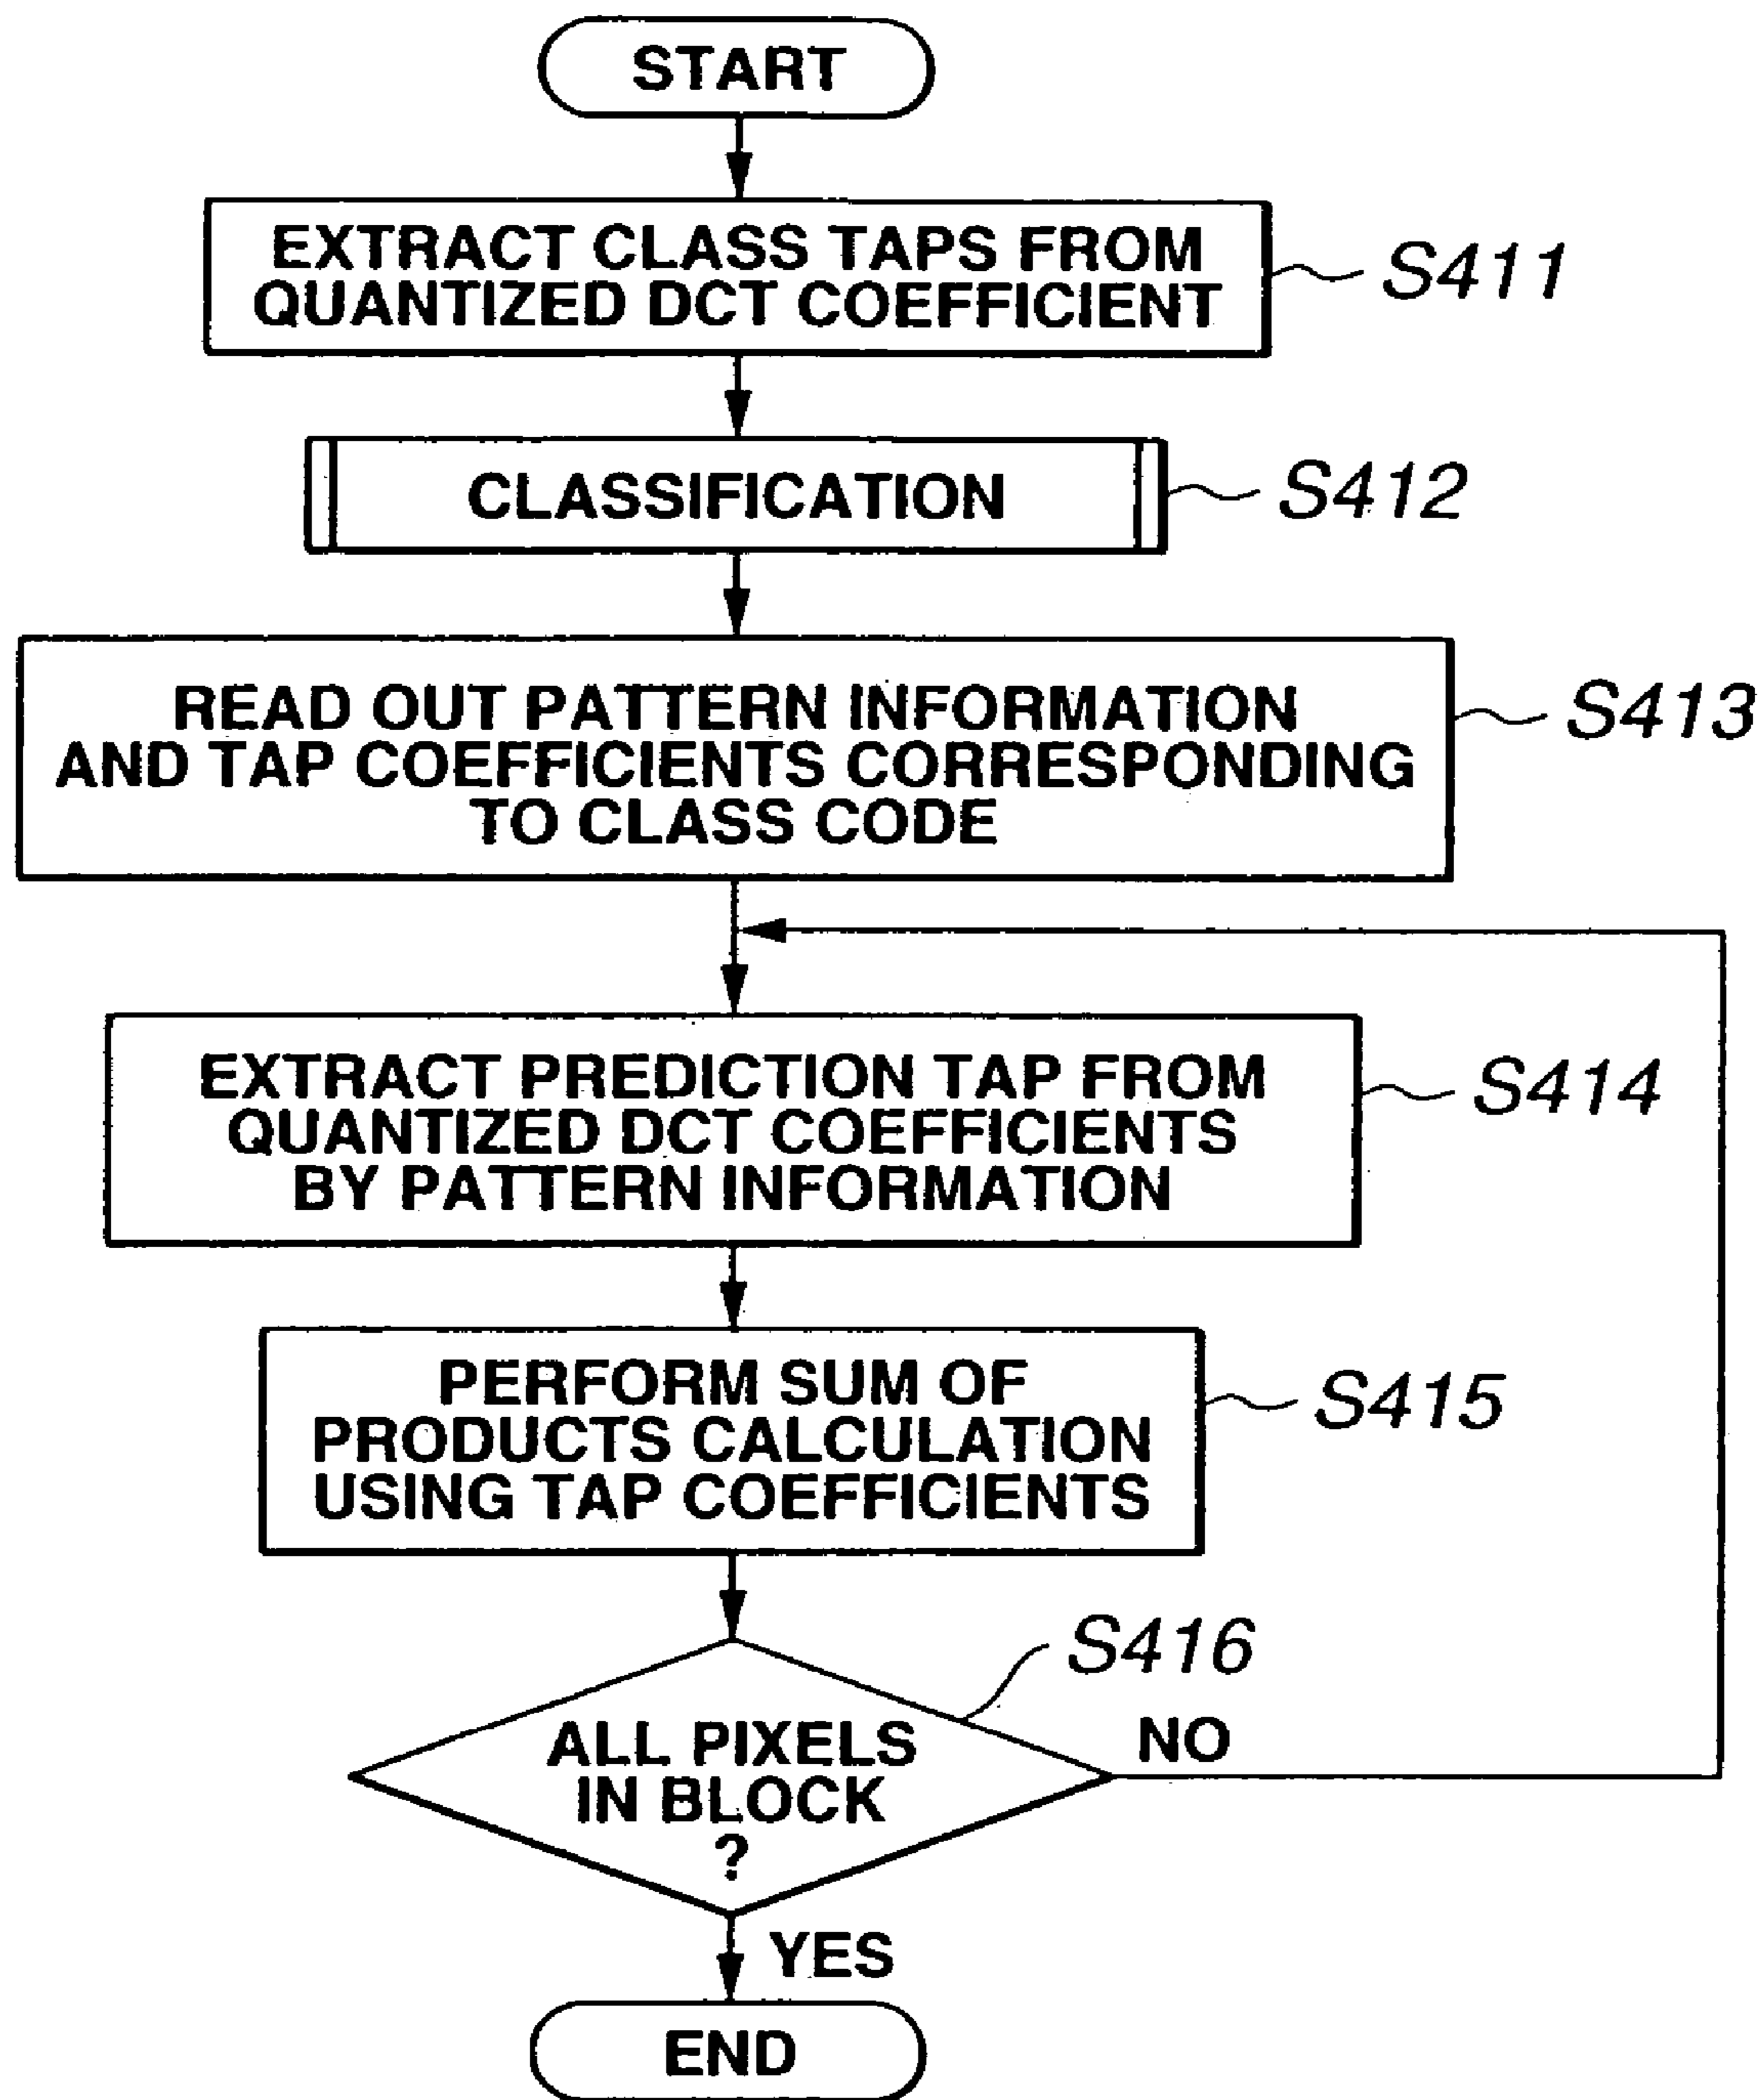 START
EXTRACT CLASS TAPS FROM
QUANTIZED DCT COEFFICIENT
S411
CLASSIFICATION
S412
READ OUT PATTERN INFORMATION
AND TAP COEFFICIENTS CORRESPONDING
TO CLASS CODE
S413
EXTRACT PREDICTION TAP FROM
QUANTIZED DCT COEFFICIENTS
BY PATTERN INFORMATION
S414
PERFORM SUM OF
PRODUCTS CALCULATION
USING TAP COEFFICIENTS
S415
S416
ALL PIXELS
IN BLOCK
?
NO
YES
END